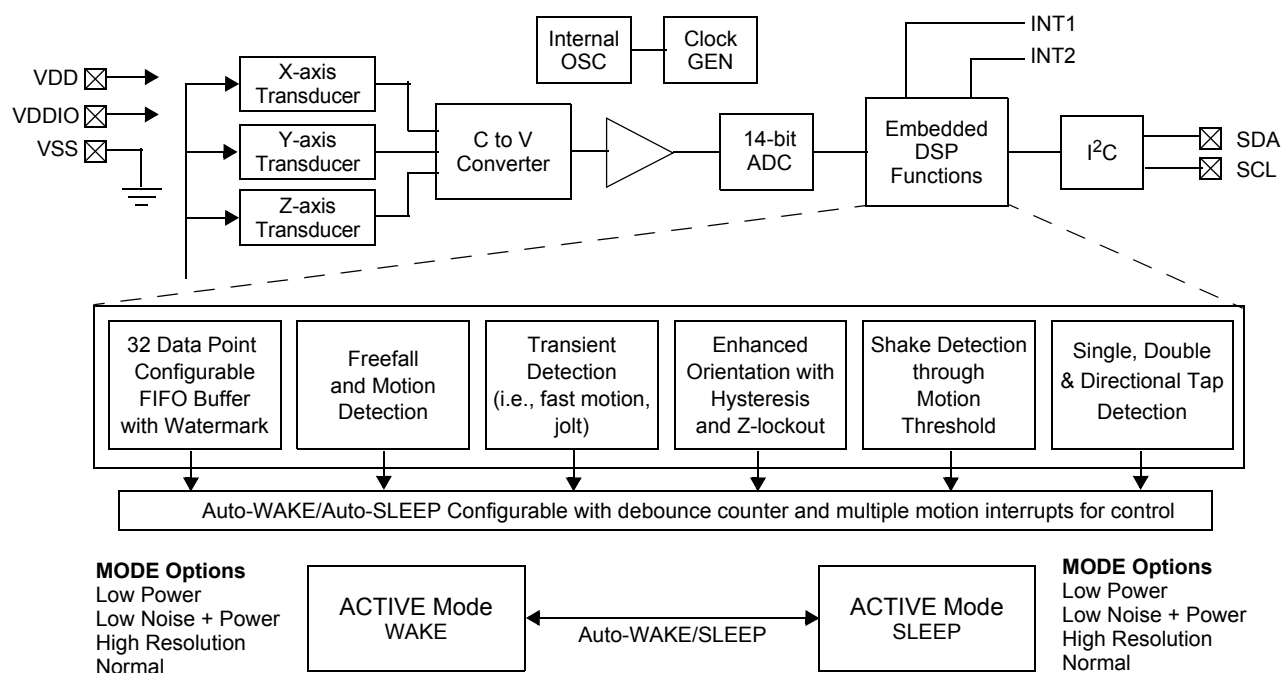 INT1
INT2
Internal
OSC
Clock
GEN
VDD
VDDIO
VSS
X-axis
Transducer
Y-axis
Transducer
Z-axis
Transducer
C to V
Converter
14-bit
ADC
Embedded
DSP
Functions
I²C
SDA
SCL
32 Data Point
Configurable
FIFO Buffer
with Watermark
Freefall
and Motion
Detection
Transient
Detection
(i.e., fast motion,
jolt)
Enhanced
Orientation with
Hysteresis
and Z-lockout
Shake Detection
through
Motion
Threshold
Single, Double
& Directional Tap
Detection
Auto-WAKE/Auto-SLEEP Configurable with debounce counter and multiple motion interrupts for control
MODE Options
Low Power
Low Noise + Power
High Resolution
Normal
ACTIVE Mode
WAKE
Auto-WAKE/SLEEP
ACTIVE Mode
SLEEP
MODE Options
Low Power
Low Noise + Power
High Resolution
Normal